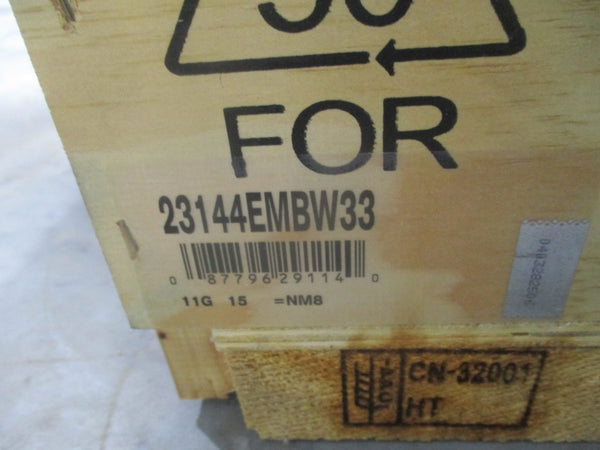 FOR
23144EMBW33
0 87796 29114 0
11G 15 =NM8
CN-32001
HT